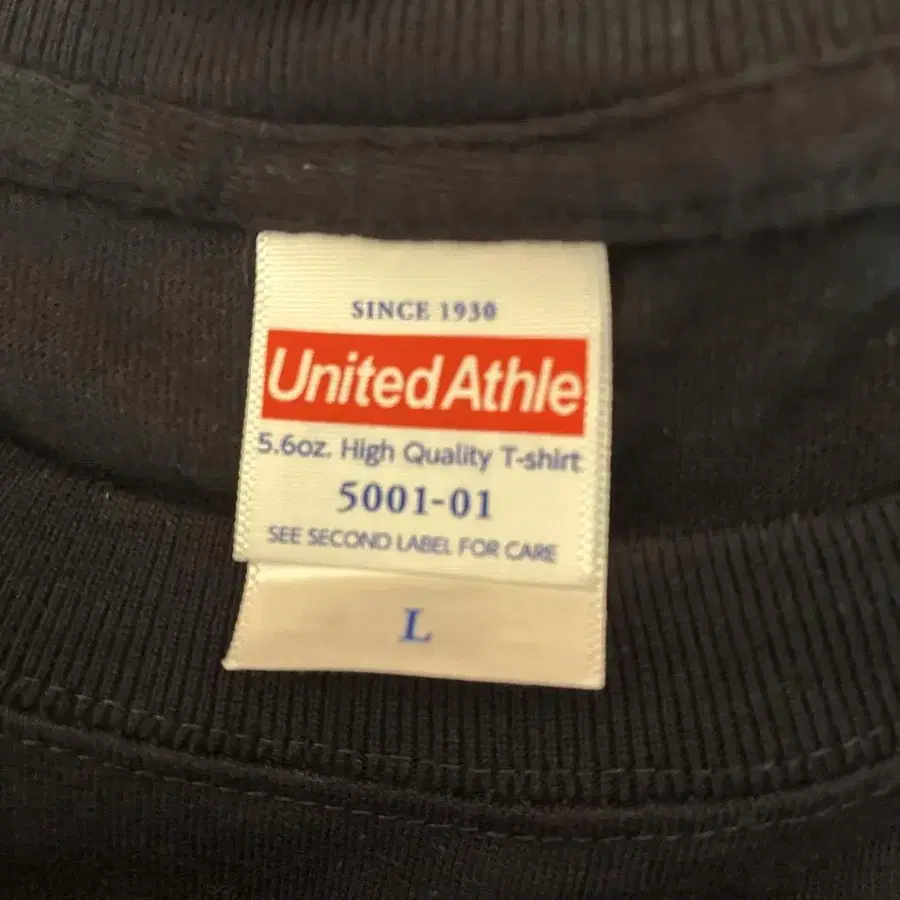 SINCE 1930
United Athle
5.6oz. High Quality T-shirt
5001-01
SEE SECOND LABEL FOR CARE
L